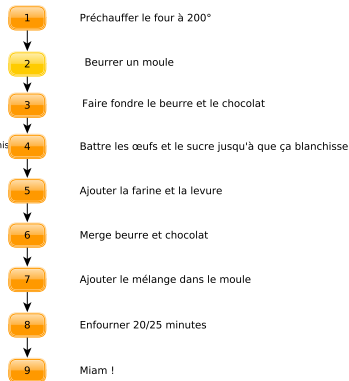 1 Préchauffer le four à 200°
2 Beurrer un moule
3 Faire fondre le beurre et le chocolat
4 Battre les œufs et le sucre jusqu'à que ça blanchisse
5 Ajouter la farine et la levure
6 Merge beurre et chocolat
7 Ajouter le mélange dans le moule
8 Enfourner 20/25 minutes
9 Miam !